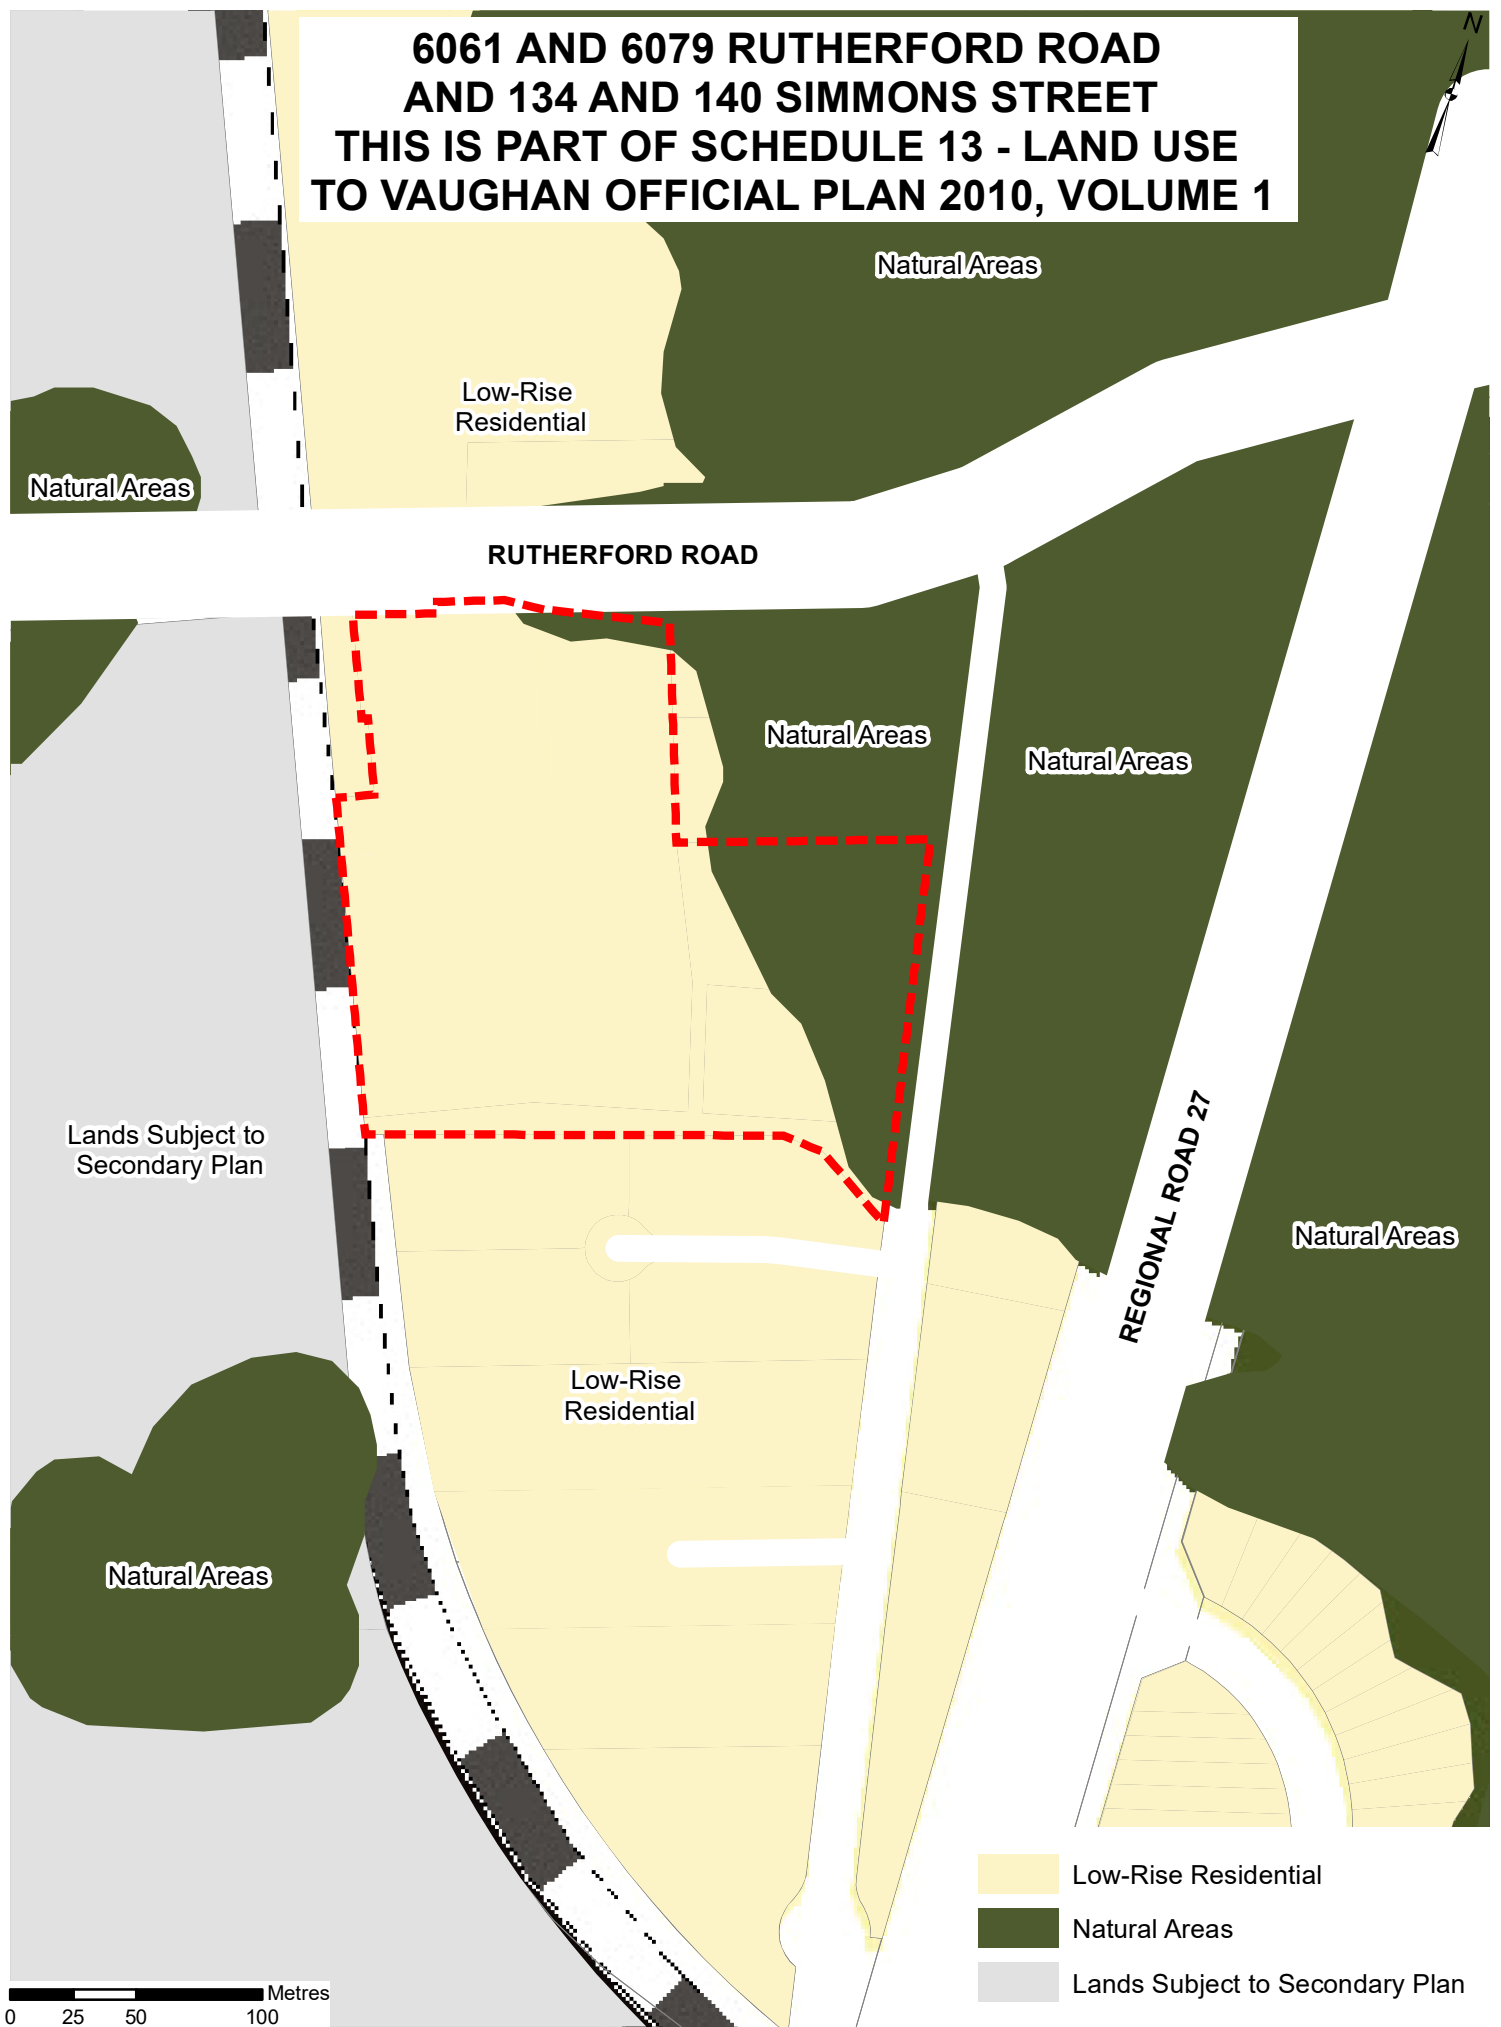 6061 AND 6079 RUTHERFORD ROAD
AND 134 AND 140 SIMMONS STREET
THIS IS PART OF SCHEDULE 13 - LAND USE
TO VAUGHAN OFFICIAL PLAN 2010, VOLUME 1
N
Natural Areas
Low-Rise
Residential
Natural Areas
RUTHERFORD ROAD
Natural Areas
Natural Areas
Lands Subject to
Secondary Plan
REGIONAL ROAD 27
Natural Areas
Low-Rise
Residential
Natural Areas
Low-Rise Residential
Natural Areas
Lands Subject to Secondary Plan
Metres
0 25 50 100